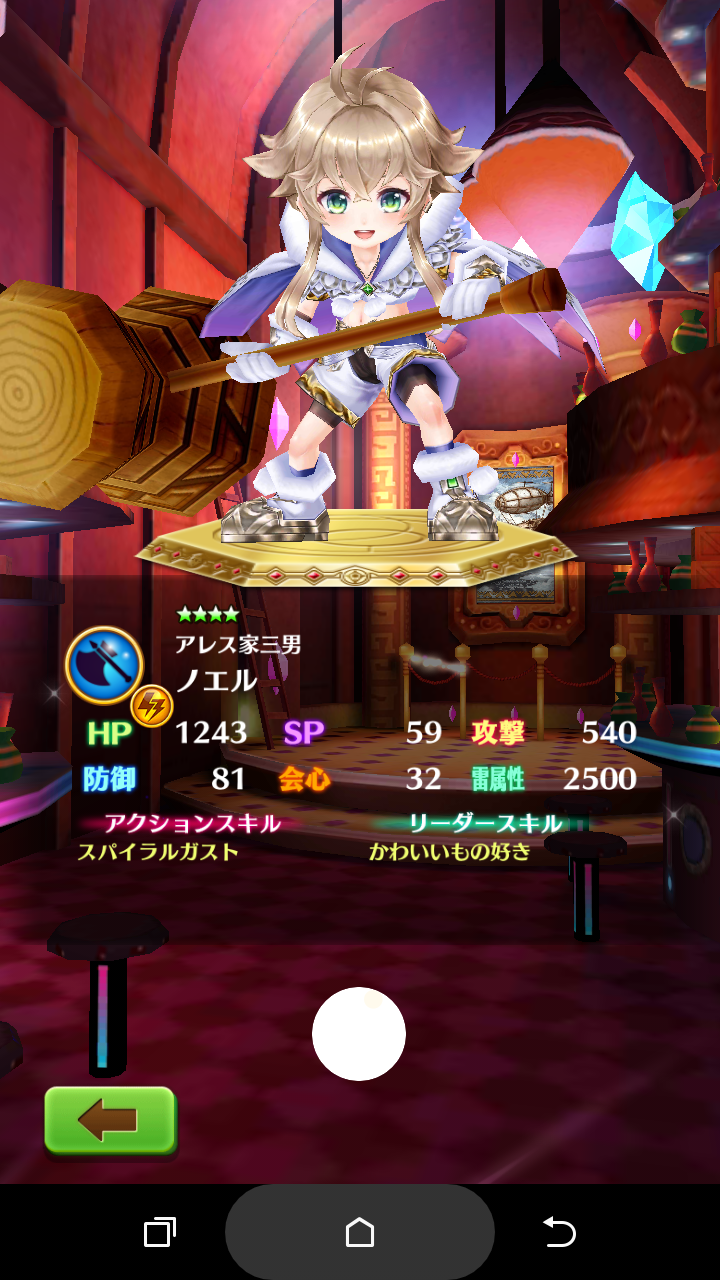 アレス家三男
ノエル
HP 1243 SP 59 攻撃 540
防御 81 会心 32 雷属性 2500
アクションスキル リーダースキル
スパイラルガスト かわいいもの好き